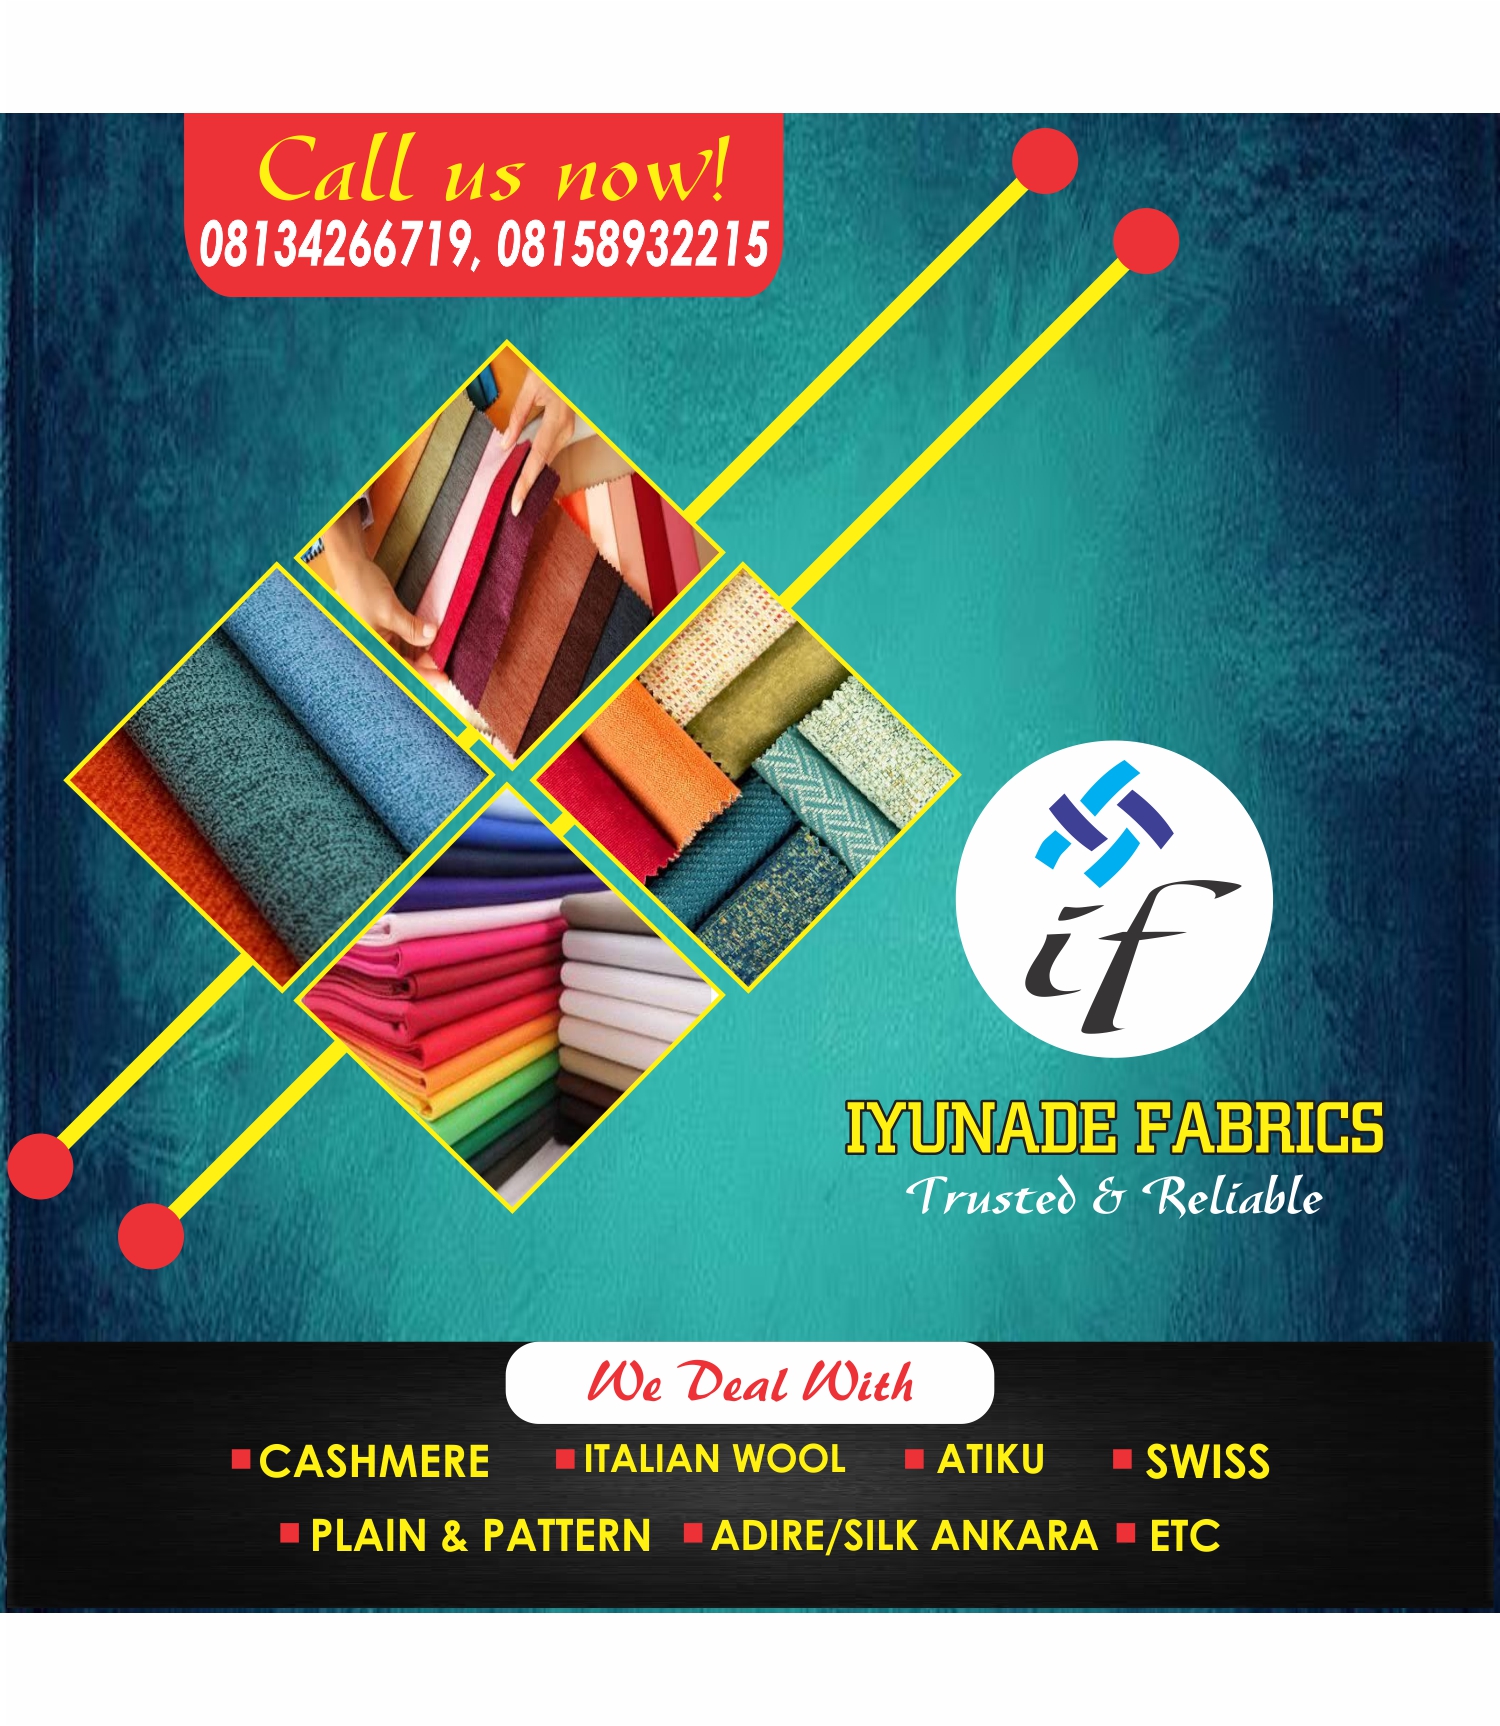 Call us now!
08134266719, 08158932215
if
IYUNADE FABRICS
Trusted & Reliable
We Deal With
CASHMERE ITALIAN WOOL ATIKU SWISS
PLAIN & PATTERN ADIRE/SILK ANKARA ETC